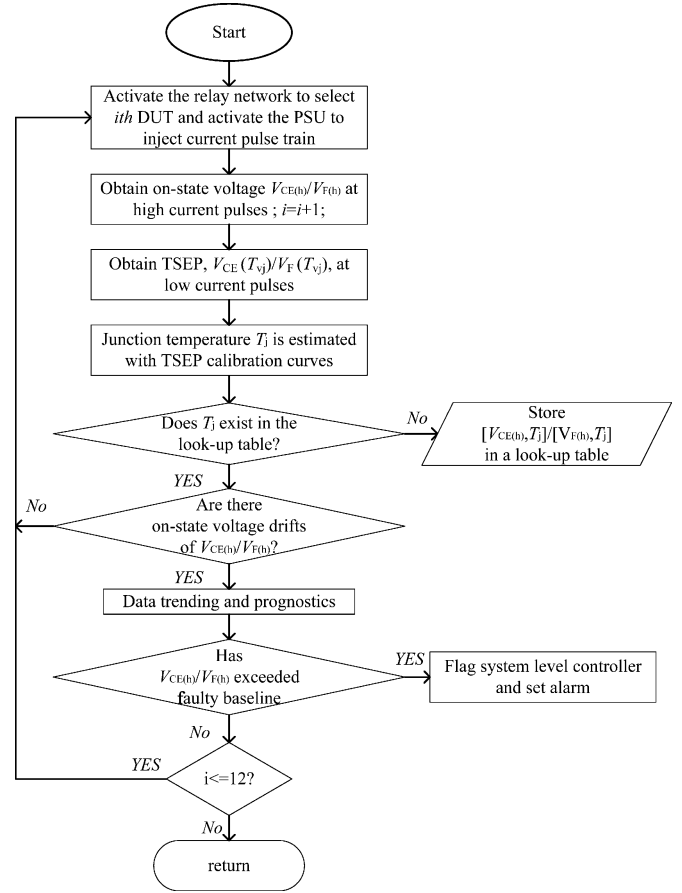 Start
Activate the relay network to select
ith DUT and activate the PSU to
inject current pulse train
Obtain on-state voltage VCE(h)/VF(h) at
high current pulses ; i=i+1;
Obtain TSEP, VCE (Tvj)/VF (Tvj), at
low current pulses
Junction temperature Tj is estimated
with TSEP calibration curves
Does Tj exist in the
look-up table?
No
Store
[VCE(h),Tj]/[VF(h),Tj]
in a look-up table
YES
No
Are there
on-state voltage drifts
of VCE(h)/VF(h)?
YES
Data trending and prognostics
Has
VCE(h)/VF(h) exceeded
faulty baseline
YES
Flag system level controller
and set alarm
No
YES
i<=12?
No
return